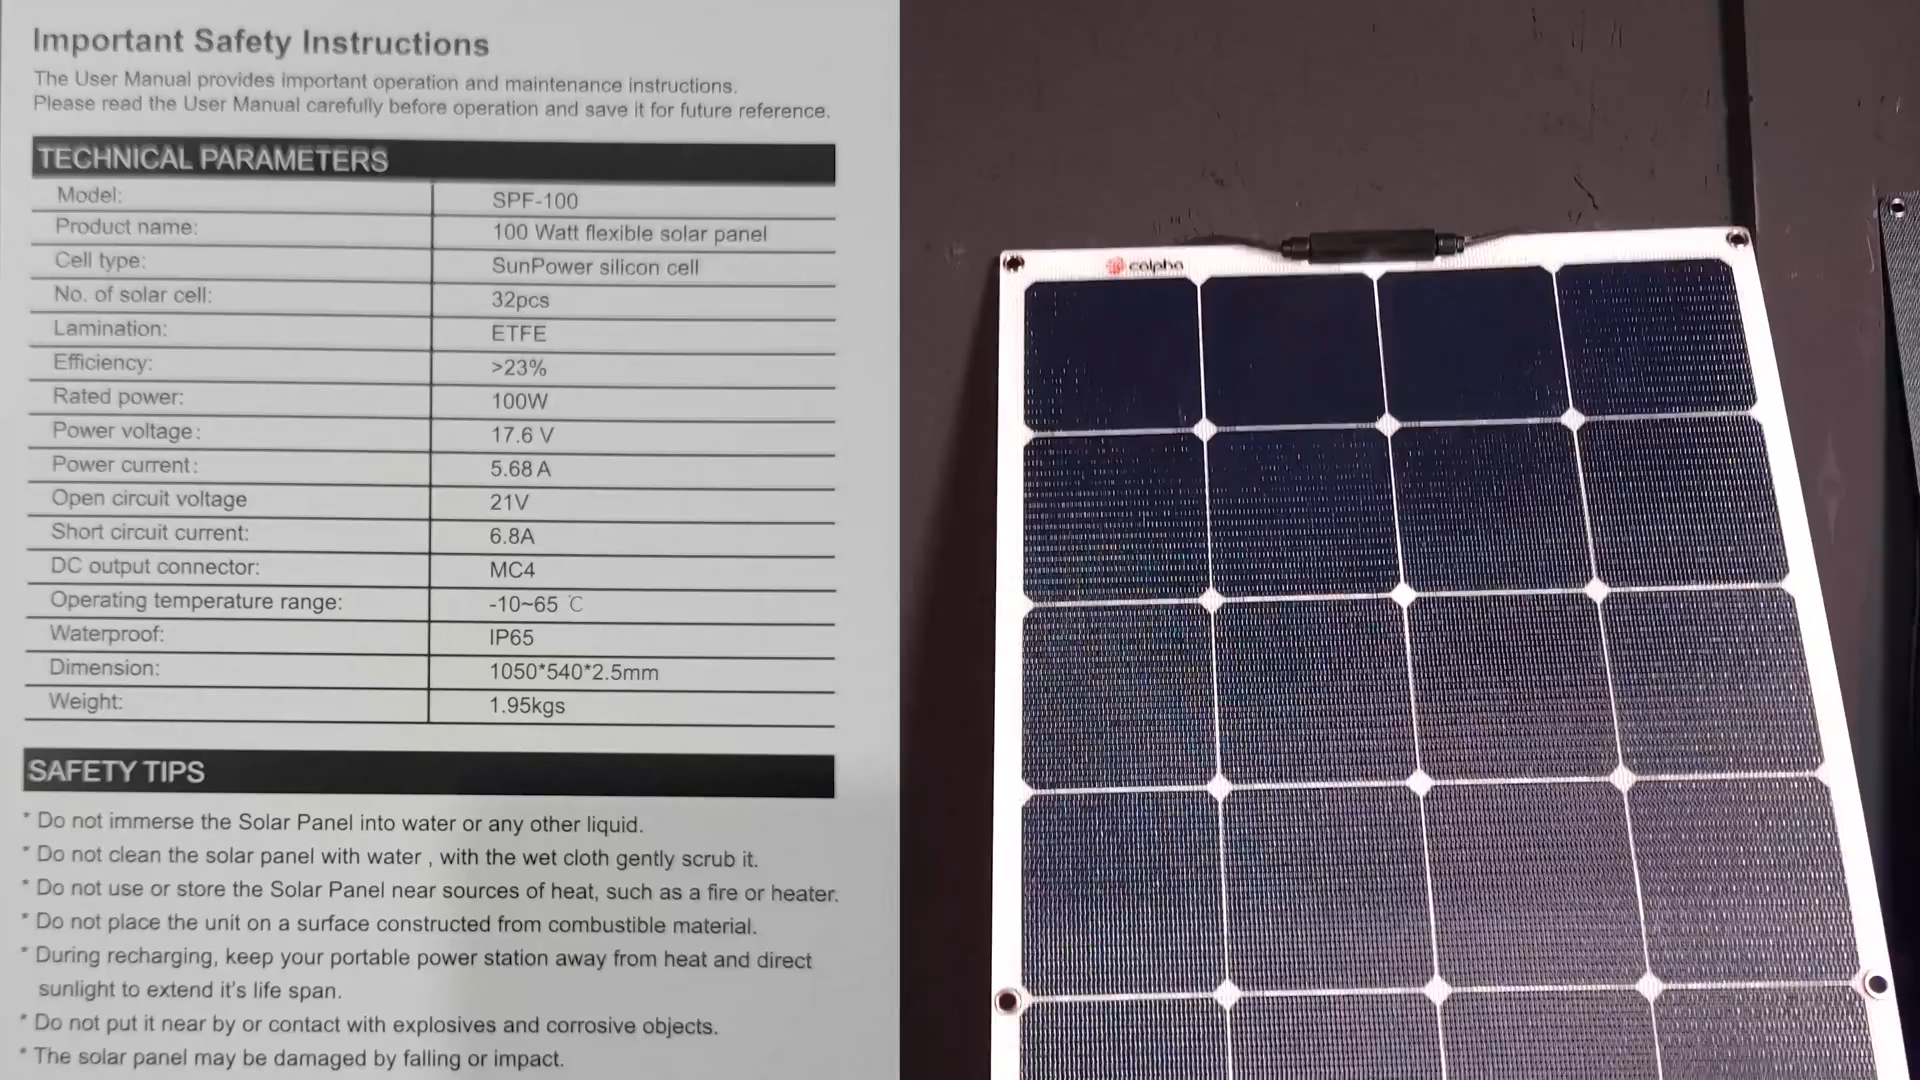 Important Safety Instructions
The User Manual provides important operation and maintenance instructions.
Please read the User Manual carefully before operation and save it for future reference.
TECHNICAL PARAMETERS
Model: SPF-100
Product name: 100 Watt flexible solar panel
Cell type: SunPower silicon cell
No. of solar cell: 32pcs
Lamination: ETFE
Efficiency: >23%
Rated power: 100W
Power voltage: 17.6 V
Power current: 5.68 A
Open circuit voltage 21V
Short circuit current: 6.8A
DC output connector: MC4
Operating temperature range: -10~65 ℃
Waterproof: IP65
Dimension: 1050*540*2.5mm
Weight: 1.95kgs
SAFETY TIPS
* Do not immerse the Solar Panel into water or any other liquid.
* Do not clean the solar panel with water , with the wet cloth gently scrub it.
* Do not use or store the Solar Panel near sources of heat, such as a fire or heater.
* Do not place the unit on a surface constructed from combustible material.
* During recharging, keep your portable power station away from heat and direct
sunlight to extend it's life span.
* Do not put it near by or contact with explosives and corrosive objects.
* The solar panel may be damaged by falling or impact.
calpha